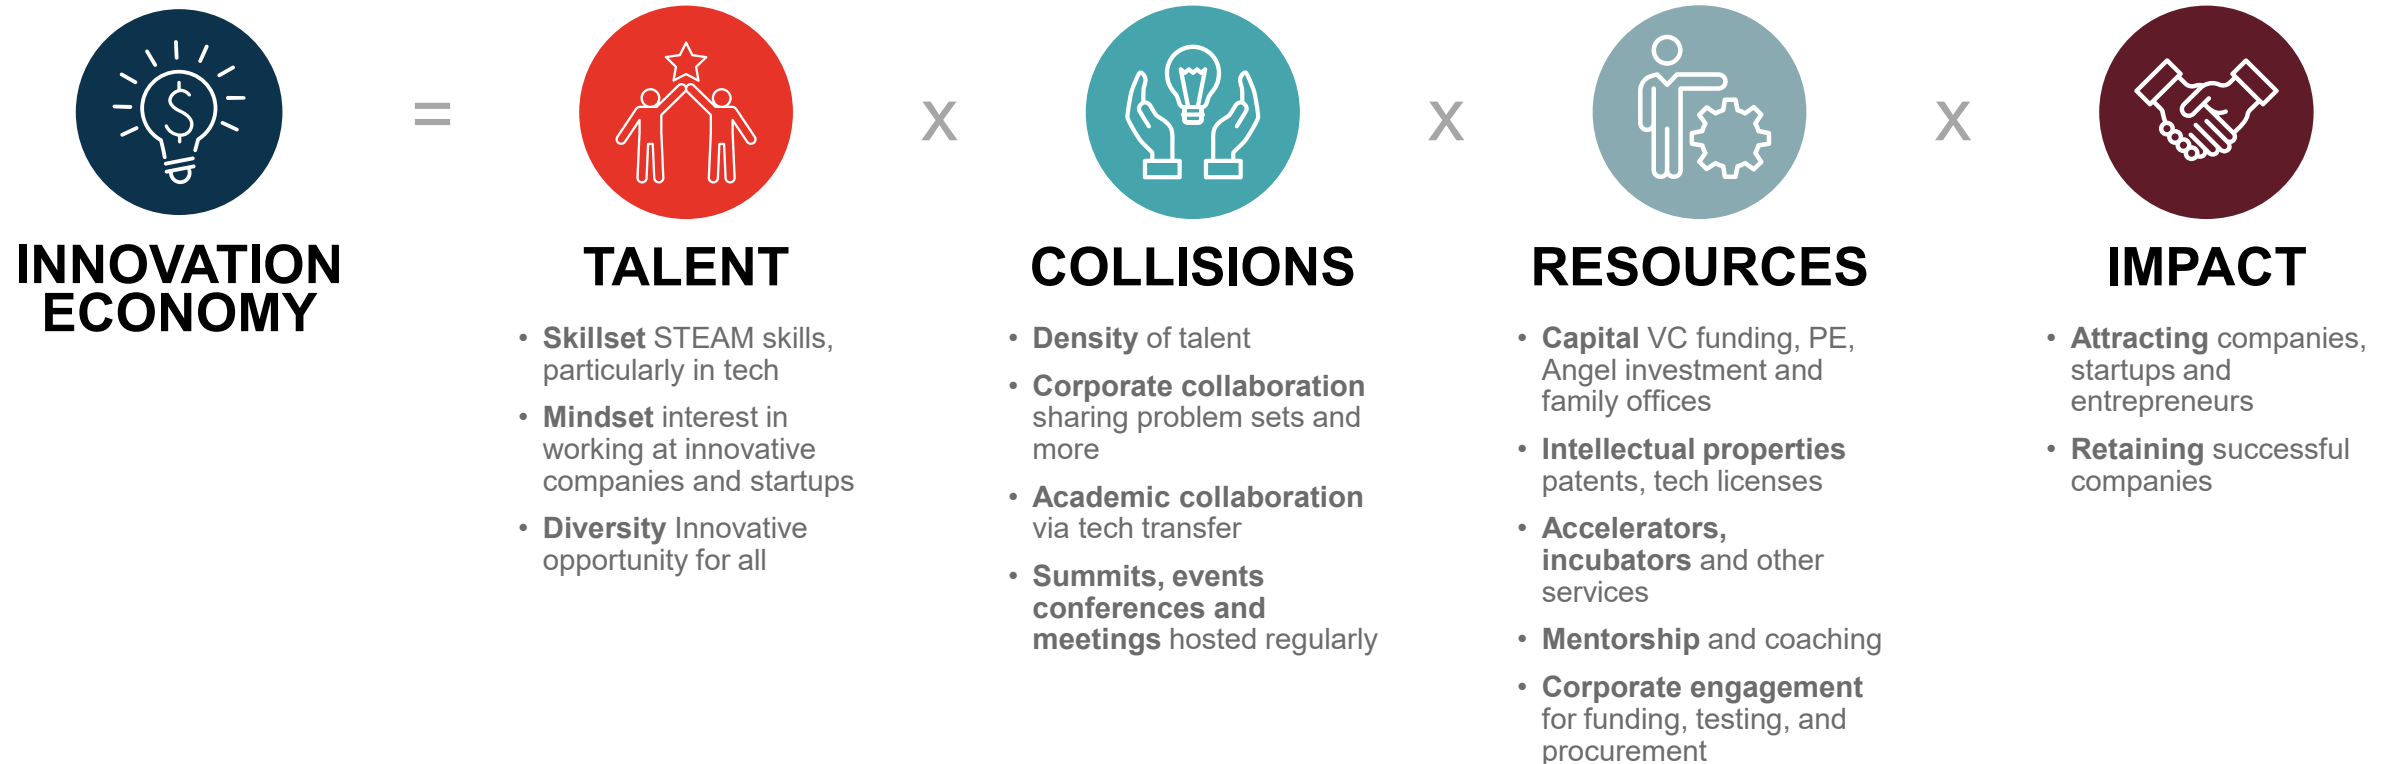 =
x
x
x
INNOVATION
ECONOMY
TALENT
• Skillset STEAM skills,
particularly in tech
• Mindset interest in
working at innovative
companies and startups
• Diversity Innovative
opportunity for all
COLLISIONS
• Density of talent
• Corporate collaboration
sharing problem sets and
more
• Academic collaboration
via tech transfer
• Summits, events
conferences and
meetings hosted regularly
RESOURCES
• Capital VC funding, PE,
Angel investment and
family offices
• Intellectual properties
patents, tech licenses
• Accelerators,
incubators and other
services
• Mentorship and coaching
• Corporate engagement
for funding, testing, and
procurement
IMPACT
• Attracting companies,
startups and
entrepreneurs
• Retaining successful
companies